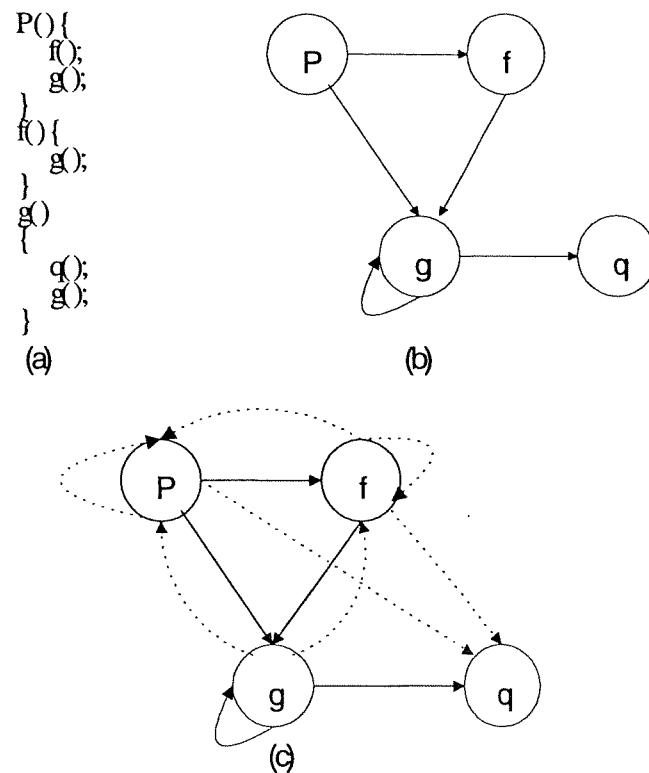 P(){
f();
g();
}
f(){
g();
}
g()
{
q();
g();
}
(a)
P
f
g
q
(b)
P
f
g
q
(c)